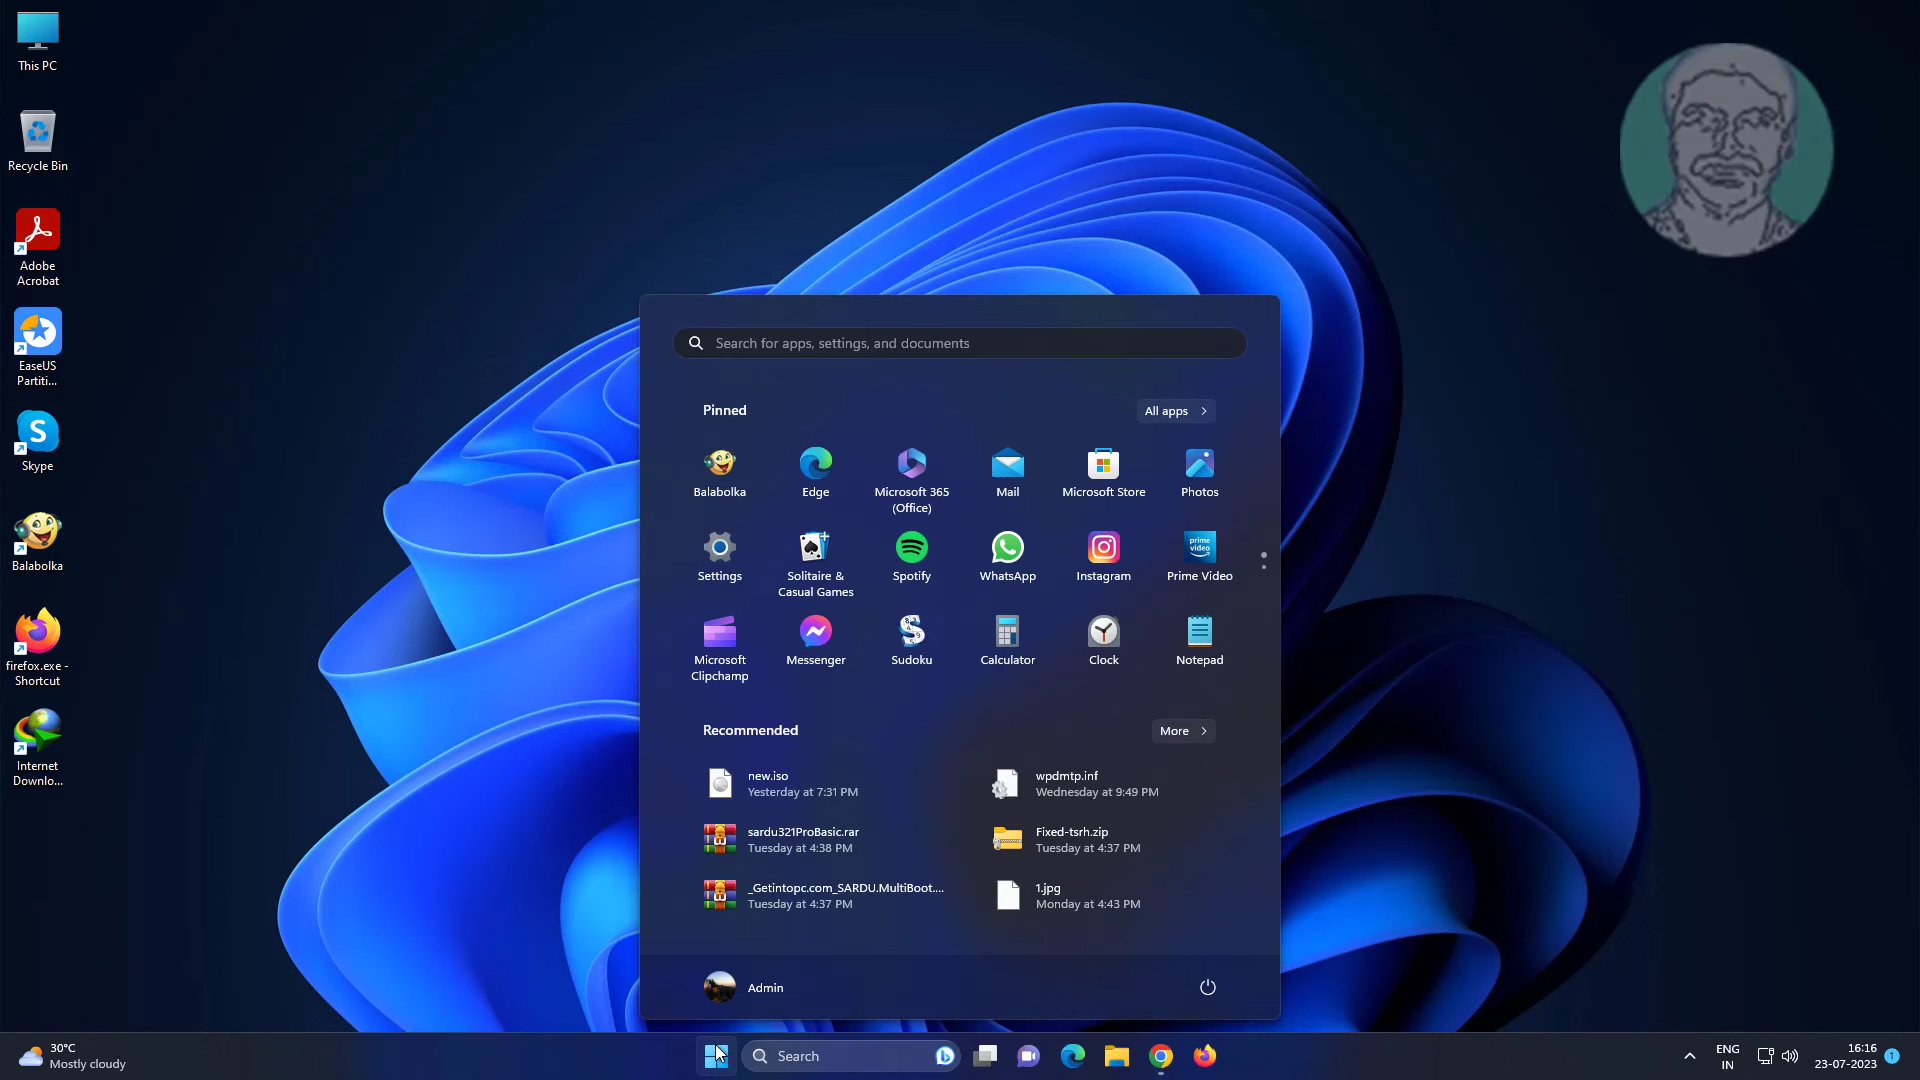 This PC
Recycle Bin
Adobe
Acrobat
EaseUS
Partiti...
S
Skype
Balabolka
firefox.exe -
Shortcut
Internet
Downlo...
Search for apps, settings, and documents
Pinned
All apps
Balabolka
Edge
Microsoft 365
(Office)
Mail
Microsoft Store
Photos
Settings
Solitaire &
Casual Games
Spotify
WhatsApp
Instagram
prime
video
Prime Video
Microsoft
Clipchamp
Messenger
Sudoku
Calculator
Clock
Notepad
Recommended
More
new.iso
Yesterday at 7:31 PM
wpdmtp.inf
Wednesday at 9:49 PM
sardu321ProBasic.rar
Tuesday at 4:38 PM
Fixed-tsrh.zip
Tuesday at 4:37 PM
_Getintopc.com_SARDU.MultiBoot....
Tuesday at 4:37 PM
1.jpg
Monday at 4:43 PM
Admin
30°C
Mostly cloudy
Search
ENG
IN
16:16
23-07-2023
1